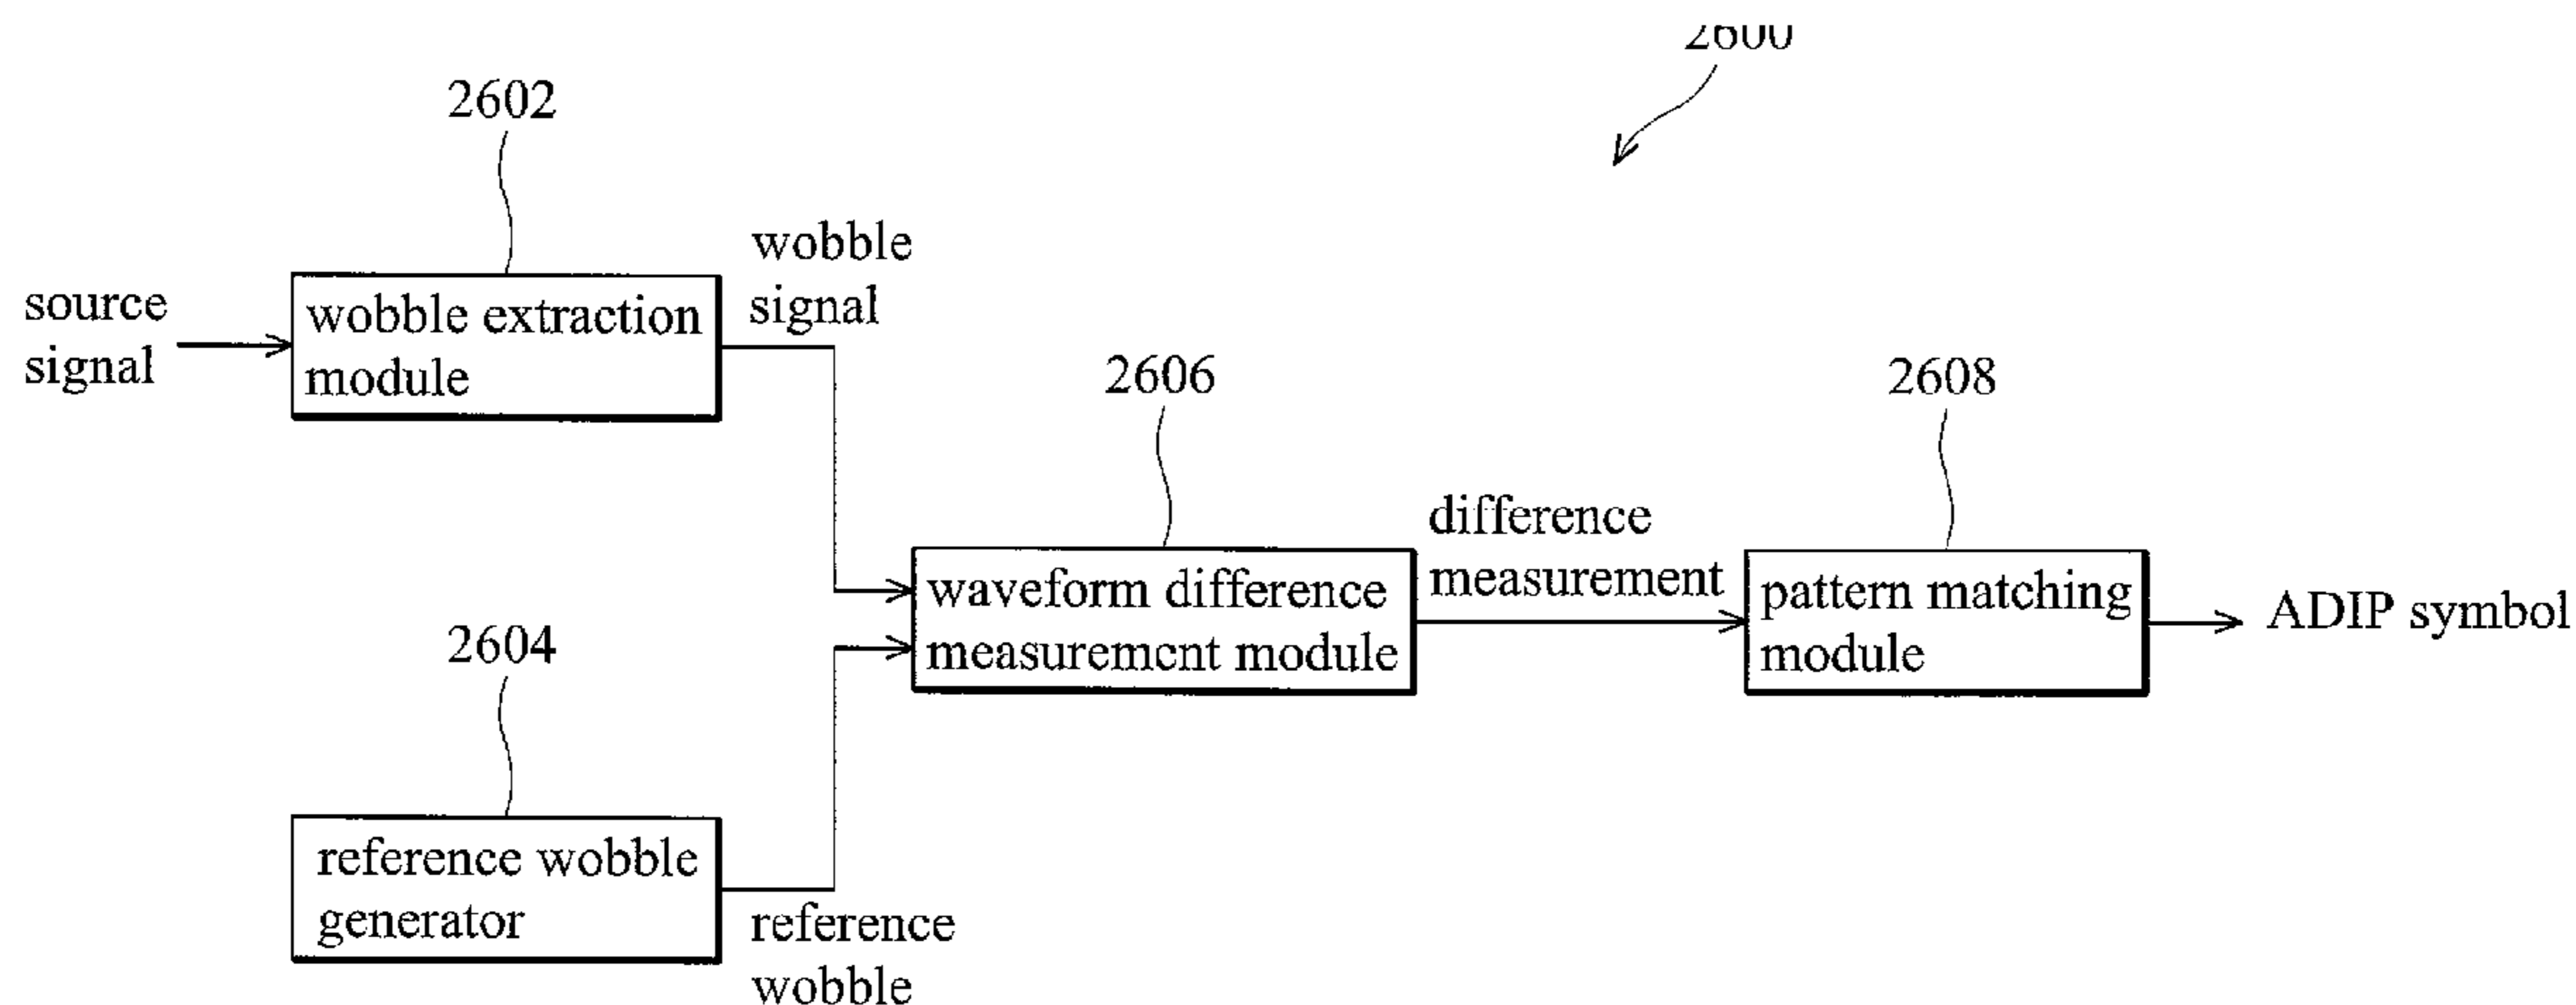 2600
2602
wobble
signal
source
signal
wobble extraction
module
2606
2608
difference
measurement
waveform difference
measurement module
pattern matching
module
ADIP symbol
2604
reference wobble
generator
reference
wobble